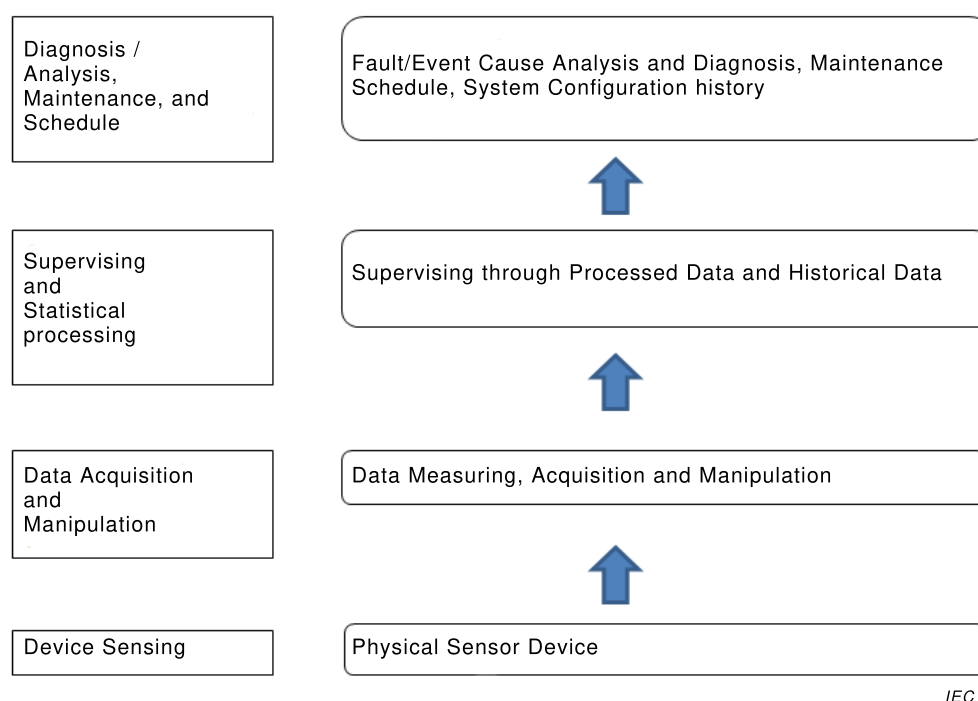 Diagnosis /
Analysis,
Maintenance, and
Schedule
Fault/Event Cause Analysis and Diagnosis, Maintenance
Schedule, System Configuration history
Supervising
and
Statistical
processing
Supervising through Processed Data and Historical Data
Data Acquisition
and
Manipulation
Data Measuring, Acquisition and Manipulation
Device Sensing
Physical Sensor Device
IEC